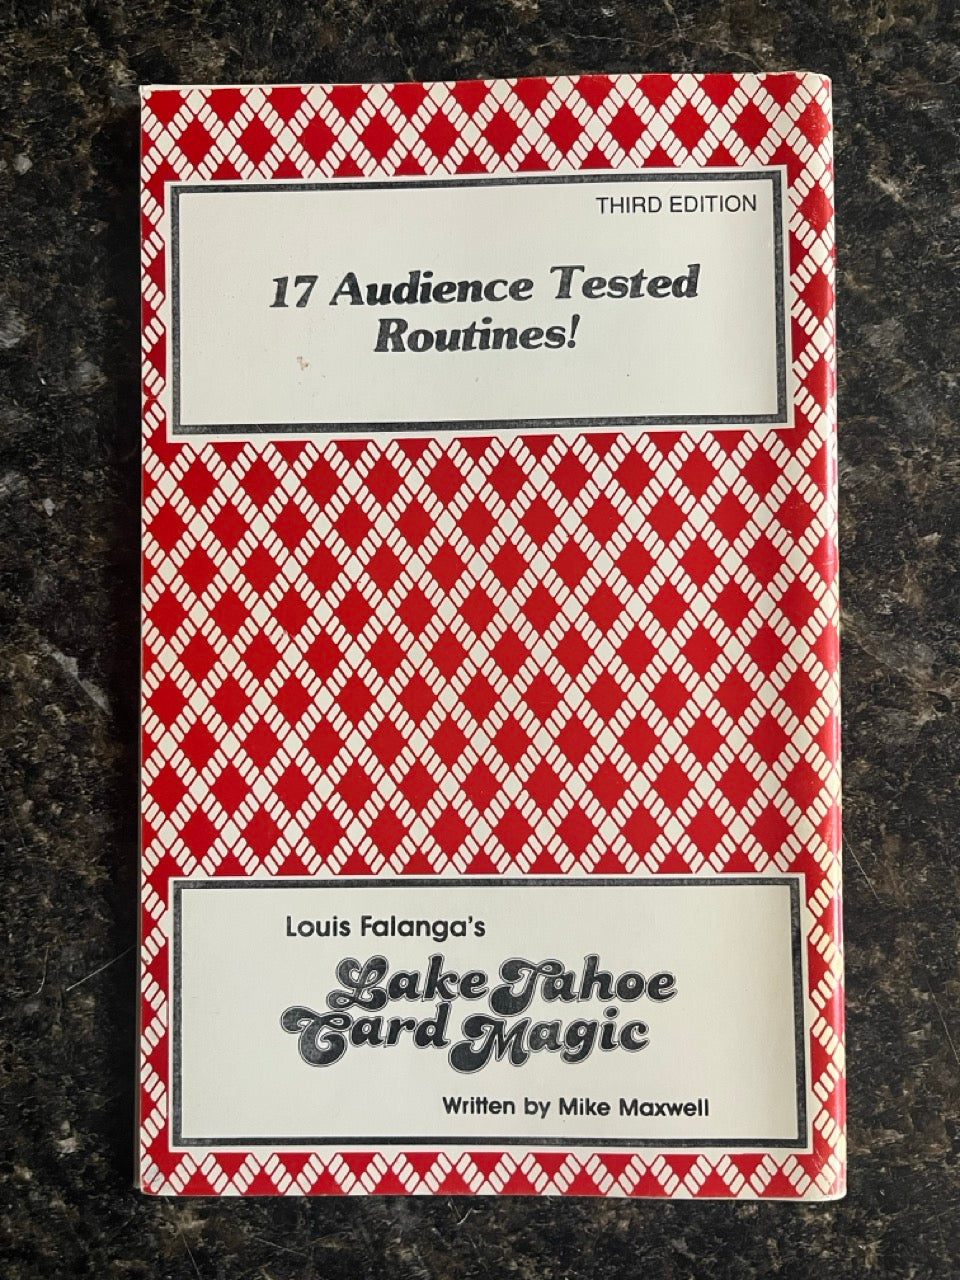 THIRD EDITION
17 Audience Tested
Routines!
Louis Falanga's
Lake Tahoe
Card Magic
Written by Mike Maxwell